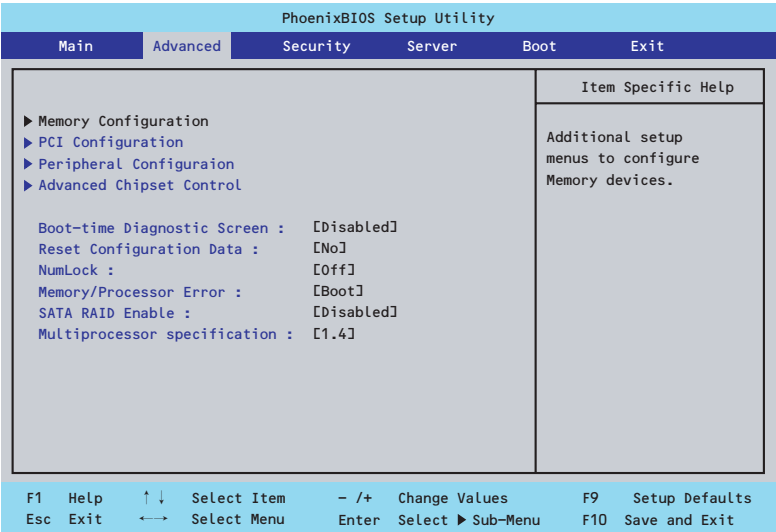 PhoenixBIOS Setup Utility
Main Advanced Security Server Boot Exit
Item Specific Help
▶ Memory Configuration
▶ PCI Configuration
▶ Peripheral Configuraion
▶ Advanced Chipset Control
Additional setup
menus to configure
Memory devices.
Boot-time Diagnostic Screen : [Disabled]
Reset Configuration Data : [No]
NumLock : [Off]
Memory/Processor Error : [Boot]
SATA RAID Enable : [Disabled]
Multiprocessor specification : [1.4]
F1 Help ↑↓ Select Item - /+ Change Values F9 Setup Defaults
Esc Exit ←→ Select Menu Enter Select ▶ Sub-Menu F10 Save and Exit